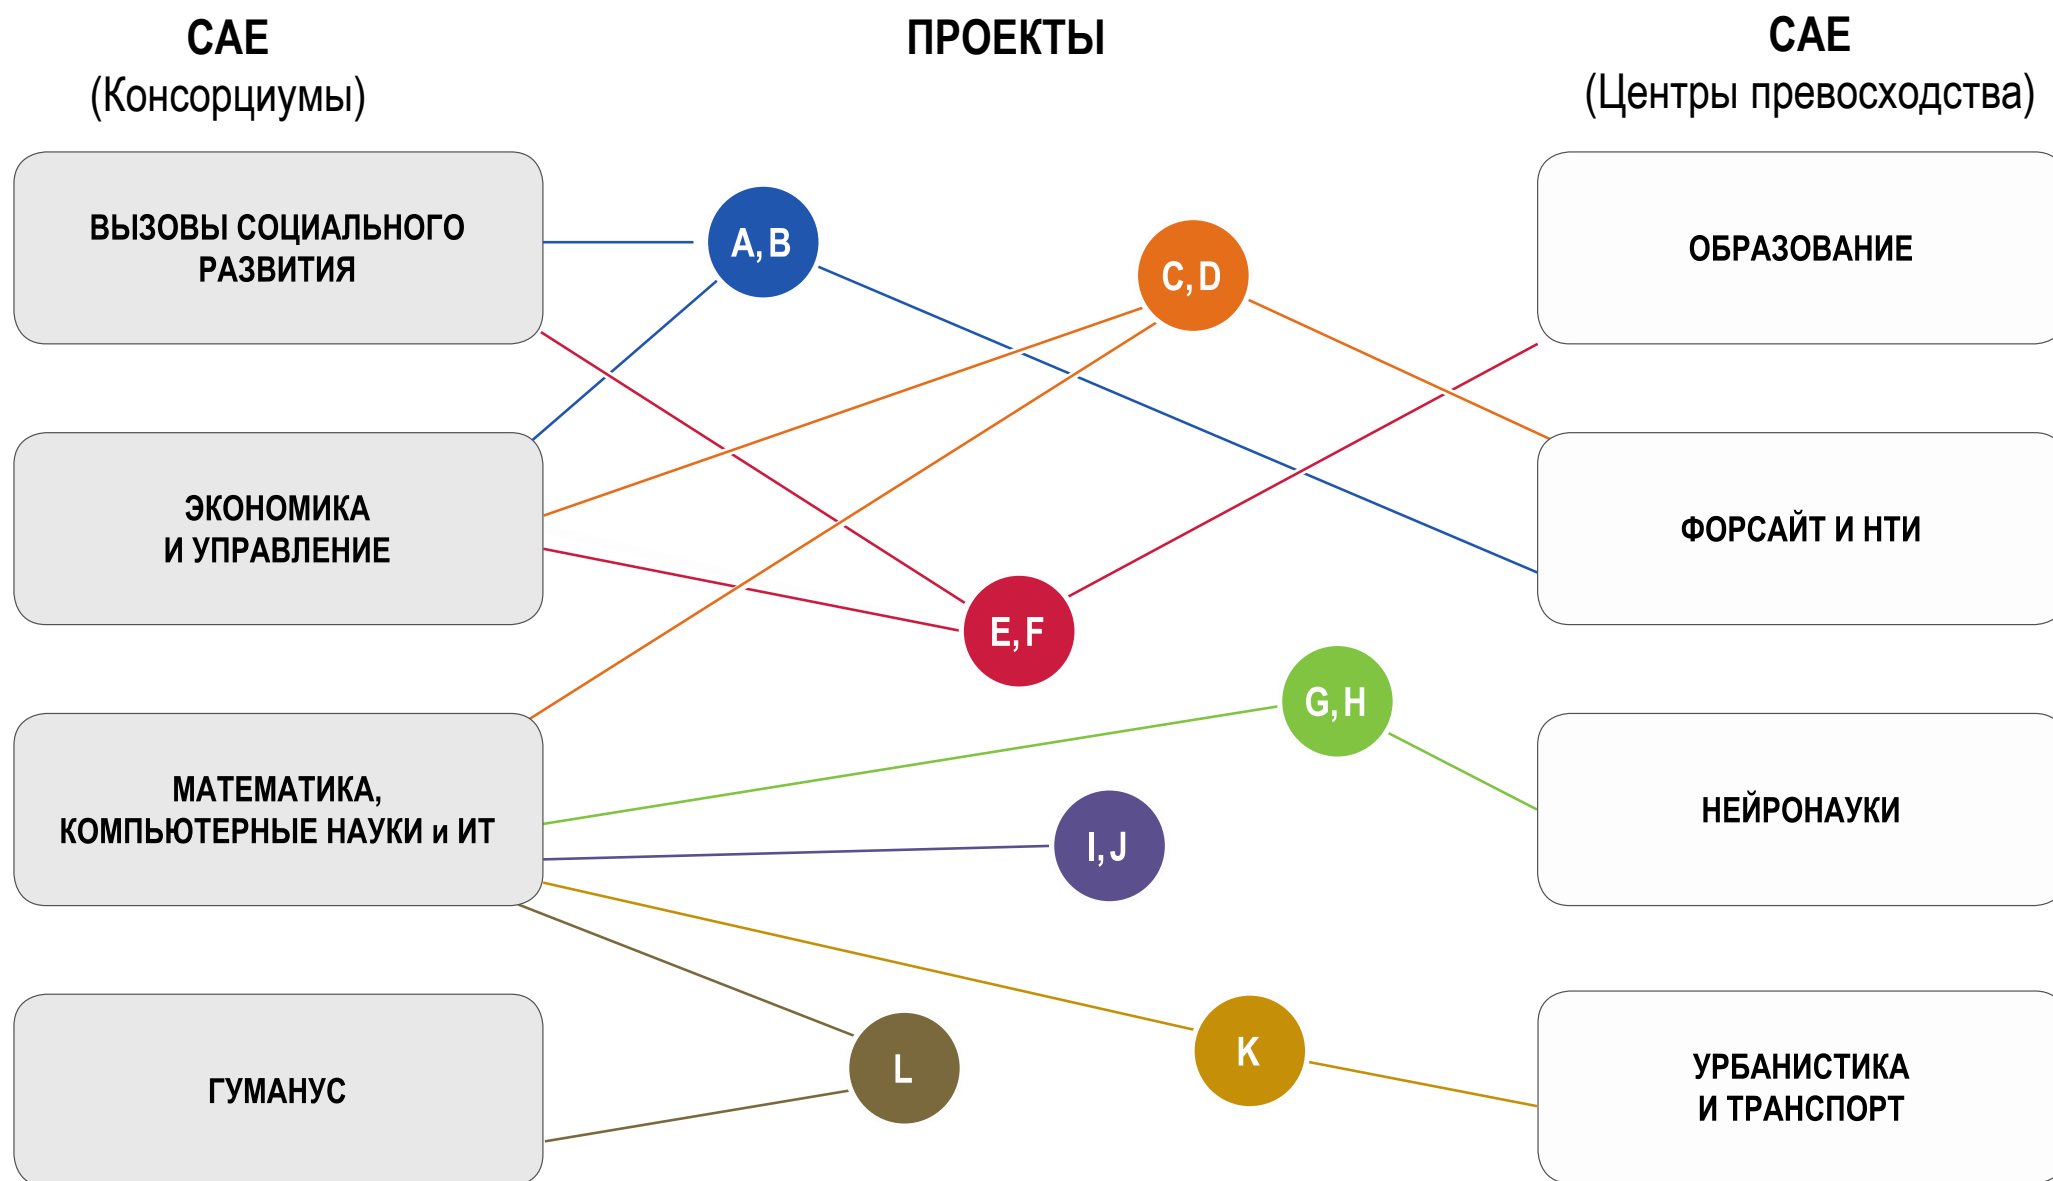 САЕ
(Консорциумы)
ПРОЕКТЫ
САЕ
(Центры превосходства)
ВЫЗОВЫ СОЦИАЛЬНОГО
РАЗВИТИЯ
ЭКОНОМИКА
И УПРАВЛЕНИЕ
МАТЕМАТИКА,
КОМПЬЮТЕРНЫЕ НАУКИ и ИТ
ГУМАНУС
A, B
C, D
E, F
G, H
I, J
K
L
ОБРАЗОВАНИЕ
ФОРСАЙТ И НТИ
НЕЙРОНАУКИ
УРБАНИСТИКА
И ТРАНСПОРТ